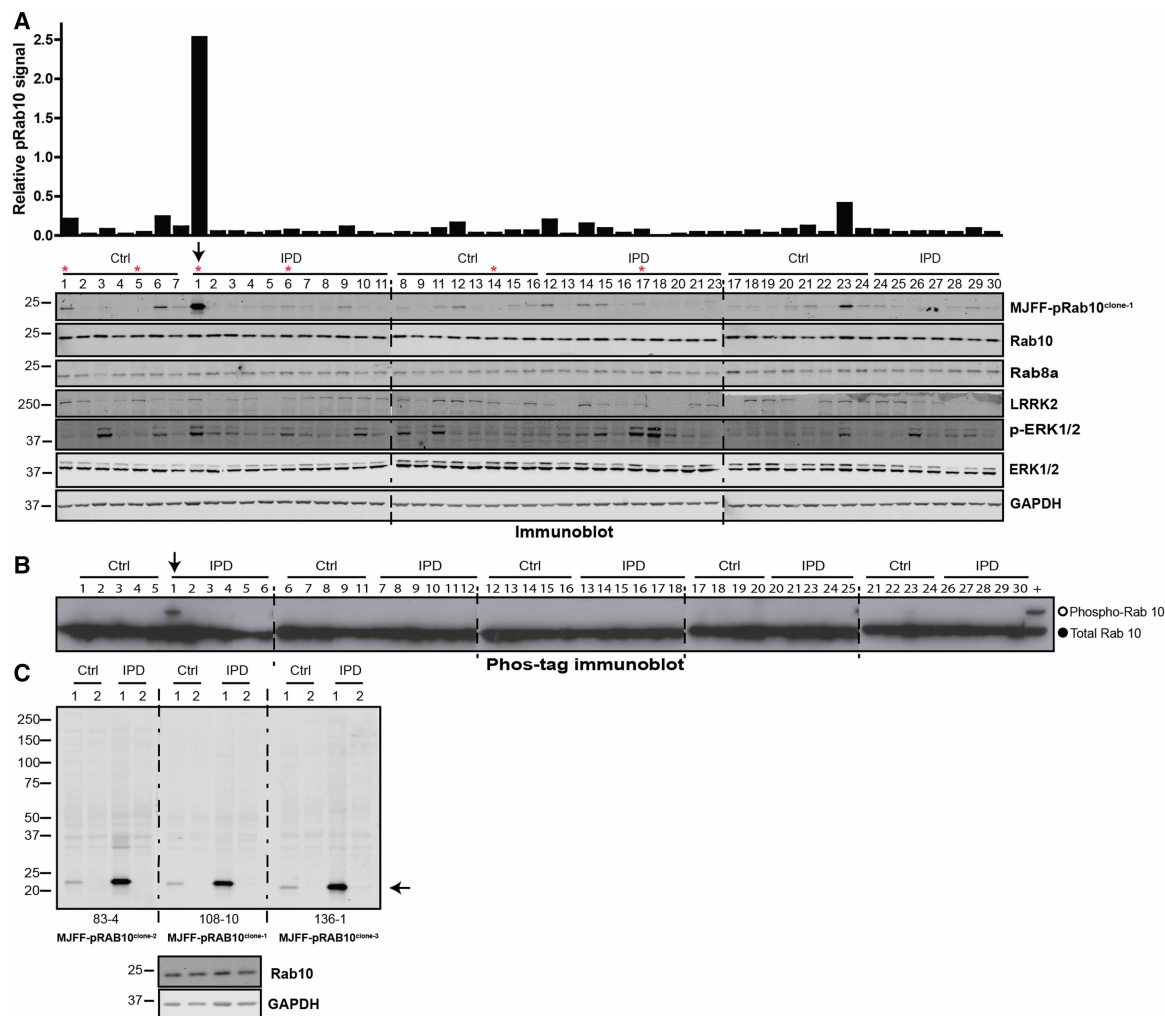 A
Relative pRab10 signal
2.5
2.0
1.5
1.0
0.5
0.0
Ctrl IPD Ctrl IPD Ctrl IPD
* * * * * *
1 2 3 4 5 6 7 1 2 3 4 5 6 7 8 9 10 11 8 9 11 12 13 14 15 16 12 13 14 15 16 17 18 20 21 23 17 18 19 20 21 22 23 24 24 25 26 27 28 29 30
25 MJFF-pRab10clone-1
25 Rab10
25 Rab8a
250 LRRK2
37 p-ERK1/2
37 ERK1/2
37 GAPDH
Immunoblot
B
Ctrl IPD Ctrl IPD Ctrl IPD Ctrl IPD Ctrl IPD
1 2 3 4 5 1 2 3 4 5 6 6 7 8 9 11 7 8 9 10 11 12 12 13 14 15 16 13 14 15 16 17 18 17 18 19 20 20 21 23 24 25 21 22 23 24 26 27 28 29 30 +
Phospho-Rab 10
Total Rab 10
Phos-tag immunoblot
C
Ctrl IPD Ctrl IPD Ctrl IPD
1 2 1 2 1 2 1 2 1 2 1 2
250
150
100
75
50
37
25
20
83-4 108-10 136-1
MJFF-pRAB10clone-2 MJFF-pRAB10clone-1 MJFF-pRAB10clone-3
25 Rab10
37 GAPDH